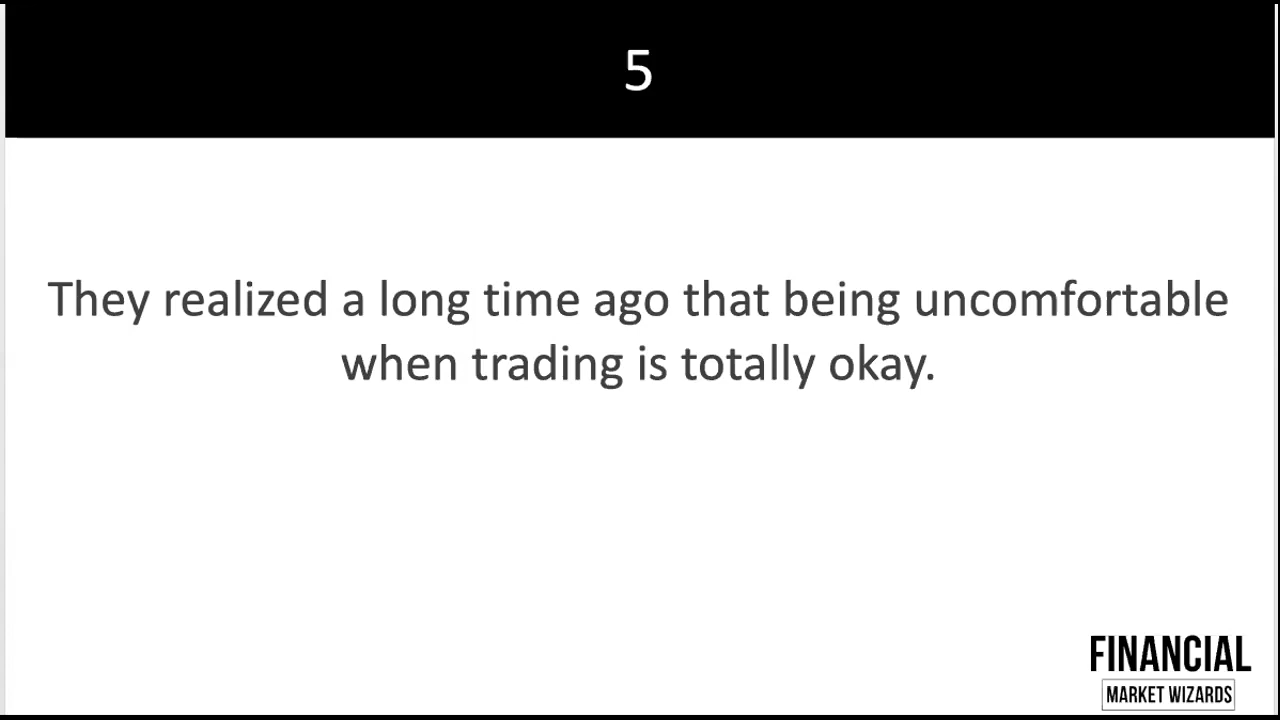 5
They realized a long time ago that being uncomfortable
when trading is totally okay.
FINANCIAL
MARKET WIZARDS